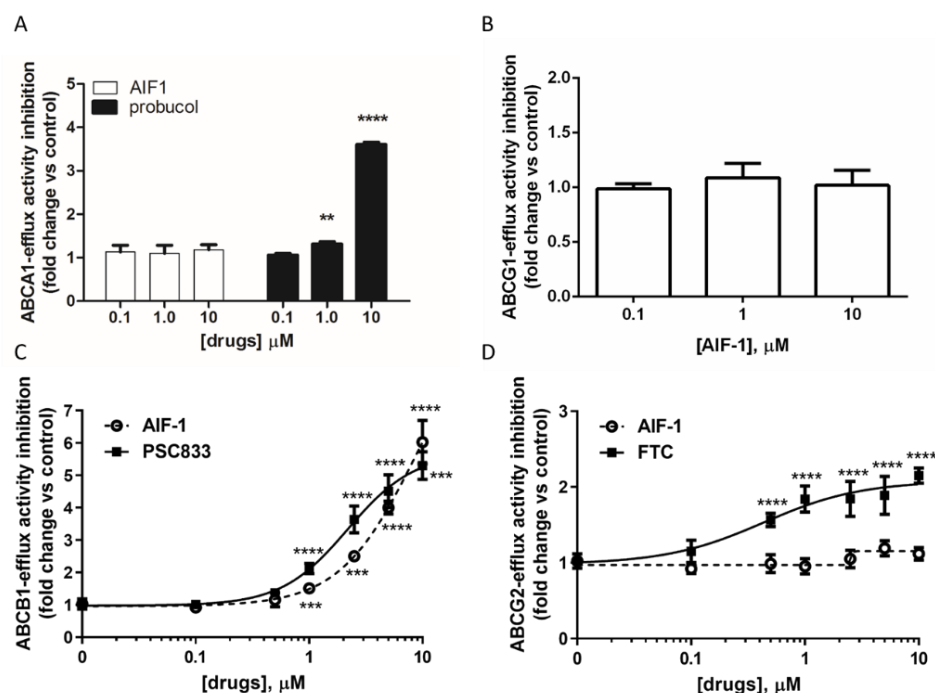 A
ABCA1-efflux activity inhibition
(fold change vs control)
5
4
3
2
1
0
AIF1
probucol
**
****
0.1 1.0 10 0.1 1.0 10
[drugs] μM
B
ABCG1-efflux activity inhibition
(fold change vs control)
2.0
1.5
1.0
0.5
0.0
0.1 1 10
[AIF-1], μM
C
ABCB1-efflux activity inhibition
(fold change vs control)
7
6
5
4
3
2
1
0
AIF-1
PSC833
****
****
***
****
****
***
****
***
0 0.1 1 10
[drugs], μM
D
ABCG2-efflux activity inhibition
(fold change vs control)
3
2
1
0
AIF-1
FTC
**** **** **** **** ****
0 0.1 1 10
[drugs], μM